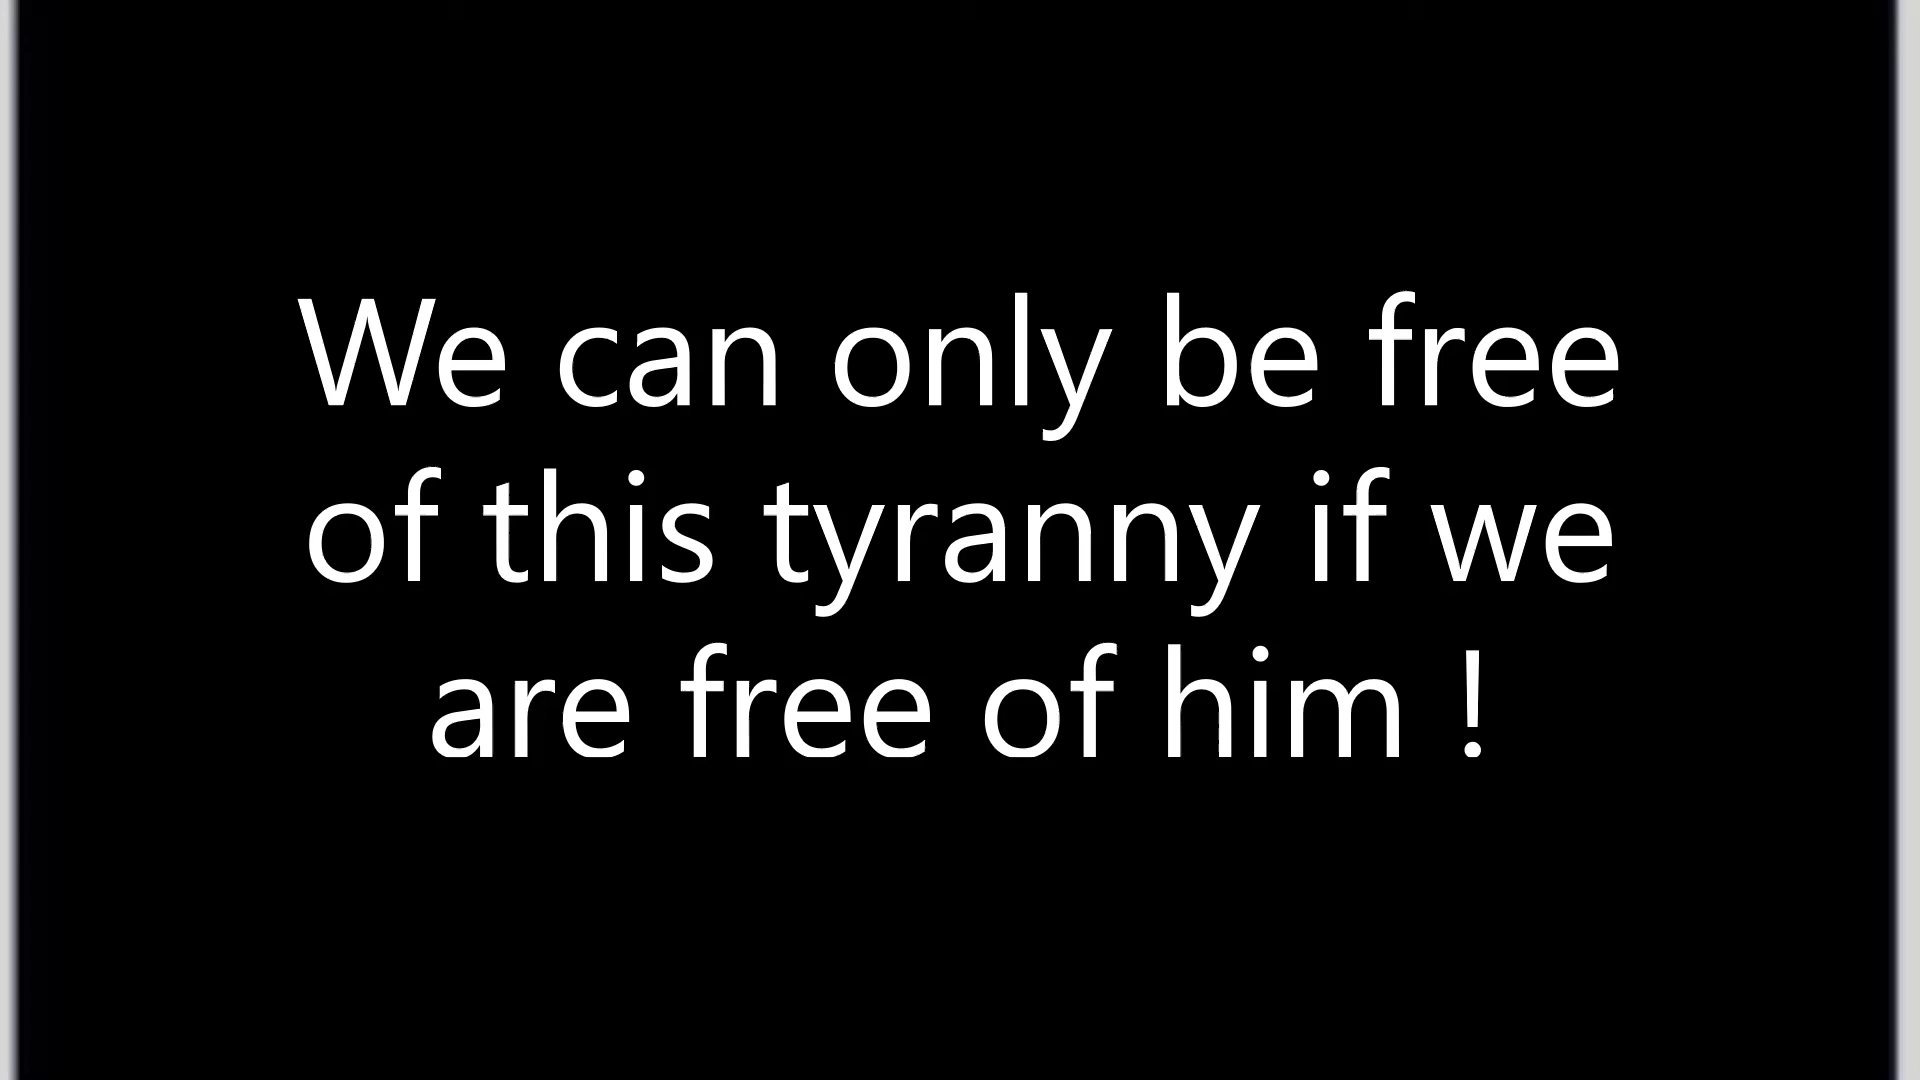 We can only be free
of this tyranny if we
are free of him !